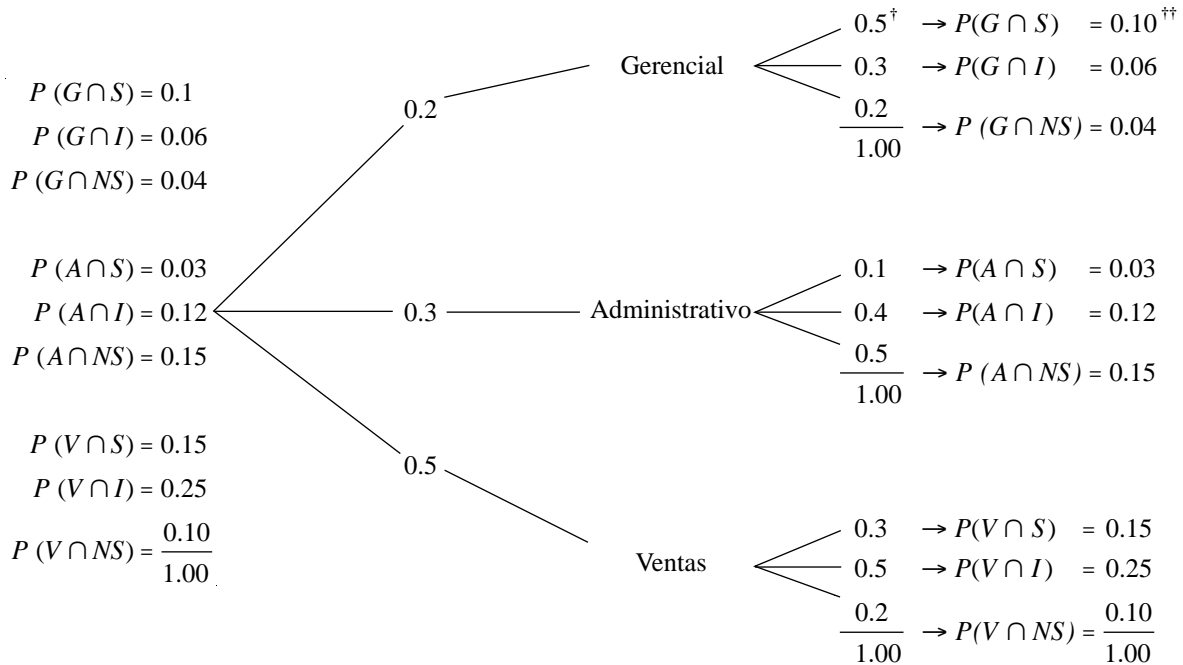 P (G ∩ S) = 0.1
P (G ∩ I) = 0.06
P (G ∩ NS) = 0.04
P (A ∩ S) = 0.03
P (A ∩ I) = 0.12
P (A ∩ NS) = 0.15
P (V ∩ S) = 0.15
P (V ∩ I) = 0.25
P (V ∩ NS) = 0.10
1.00
0.2
0.3
0.5
Gerencial
0.5† → P(G ∩ S) = 0.10††
0.3 → P(G ∩ I) = 0.06
0.2 → P (G ∩ NS) = 0.04
1.00
Administrativo
0.1 → P(A ∩ S) = 0.03
0.4 → P(A ∩ I) = 0.12
0.5 → P (A ∩ NS) = 0.15
1.00
Ventas
0.3 → P(V ∩ S) = 0.15
0.5 → P(V ∩ I) = 0.25
0.2 → P(V ∩ NS) = 0.10
1.00 1.00